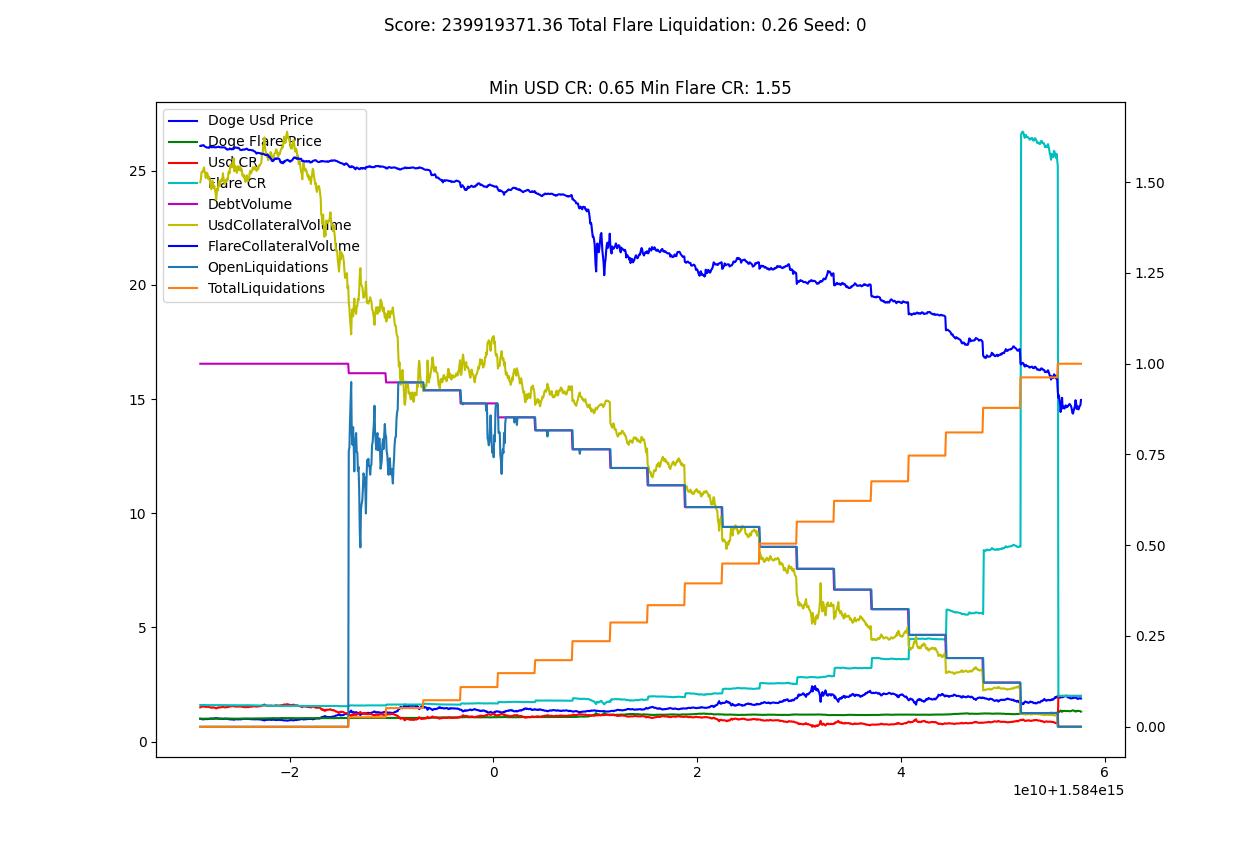 Score: 239919371.36 Total Flare Liquidation: 0.26 Seed: 0
Min USD CR: 0.65 Min Flare CR: 1.55
Doge Usd Price
Doge Flare Price
Usd CR
Flare CR
DebtVolume
UsdCollateralVolume
FlareCollateralVolume
OpenLiquidations
TotalLiquidations
25
20
15
10
5
0
1.50
1.25
1.00
0.75
0.50
0.25
0.00
−2
0
2
4
6
1e10+1.584e15